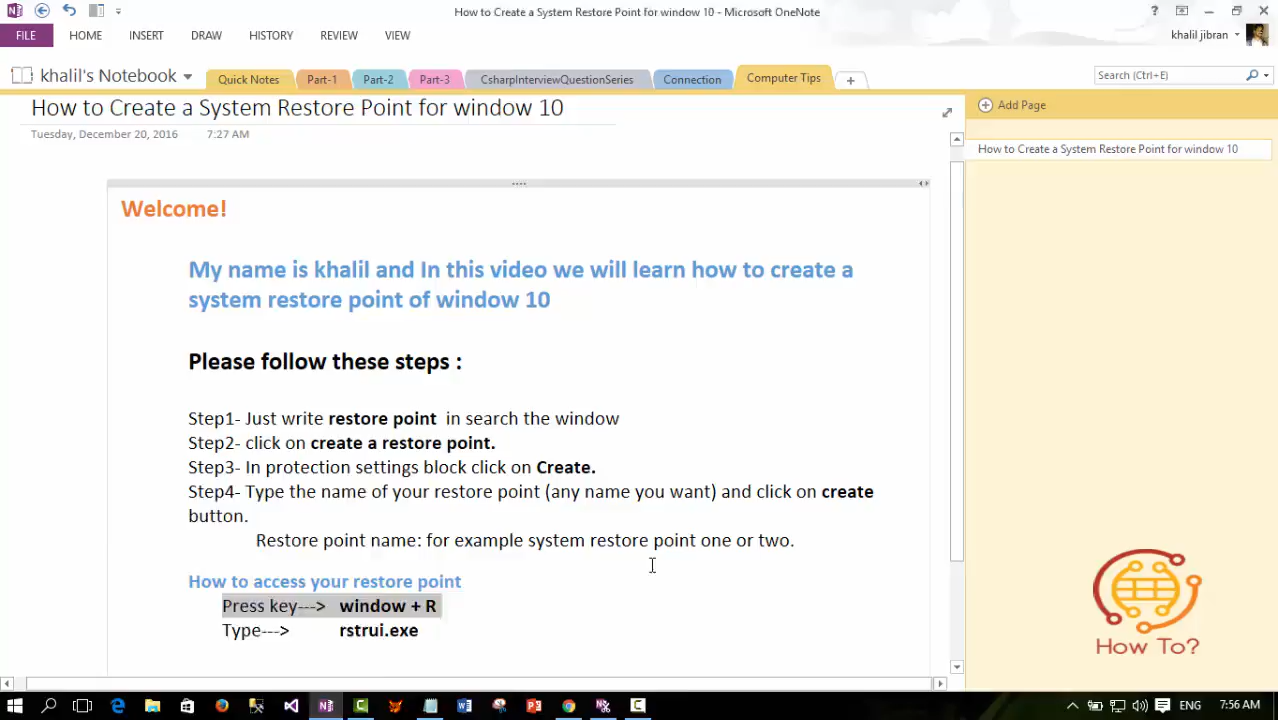 How to Create a System Restore Point for window 10 - Microsoft OneNote
FILE HOME INSERT DRAW HISTORY REVIEW VIEW
khalil jibran
khalil's Notebook Quick Notes Part-1 Part-2 Part-3 CsharpInterviewQuestionSeries Connection Computer Tips
Search (Ctrl+E)
How to Create a System Restore Point for window 10
Tuesday, December 20, 2016 7:27 AM
Add Page
How to Create a System Restore Point for window 10
Welcome!
My name is khalil and In this video we will learn how to create a
system restore point of window 10
Please follow these steps :
Step1- Just write restore point in search the window
Step2- click on create a restore point.
Step3- In protection settings block click on Create.
Step4- Type the name of your restore point (any name you want) and click on create
button.
Restore point name: for example system restore point one or two.
How to access your restore point
Press key---> window + R
Type---> rstrui.exe
How To?
ENG 7:56 AM